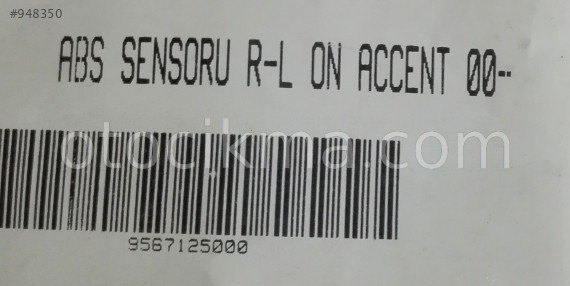 #948350
ABS SENSORU R-L ON ACCENT 00--
otocikma.com
9567125000